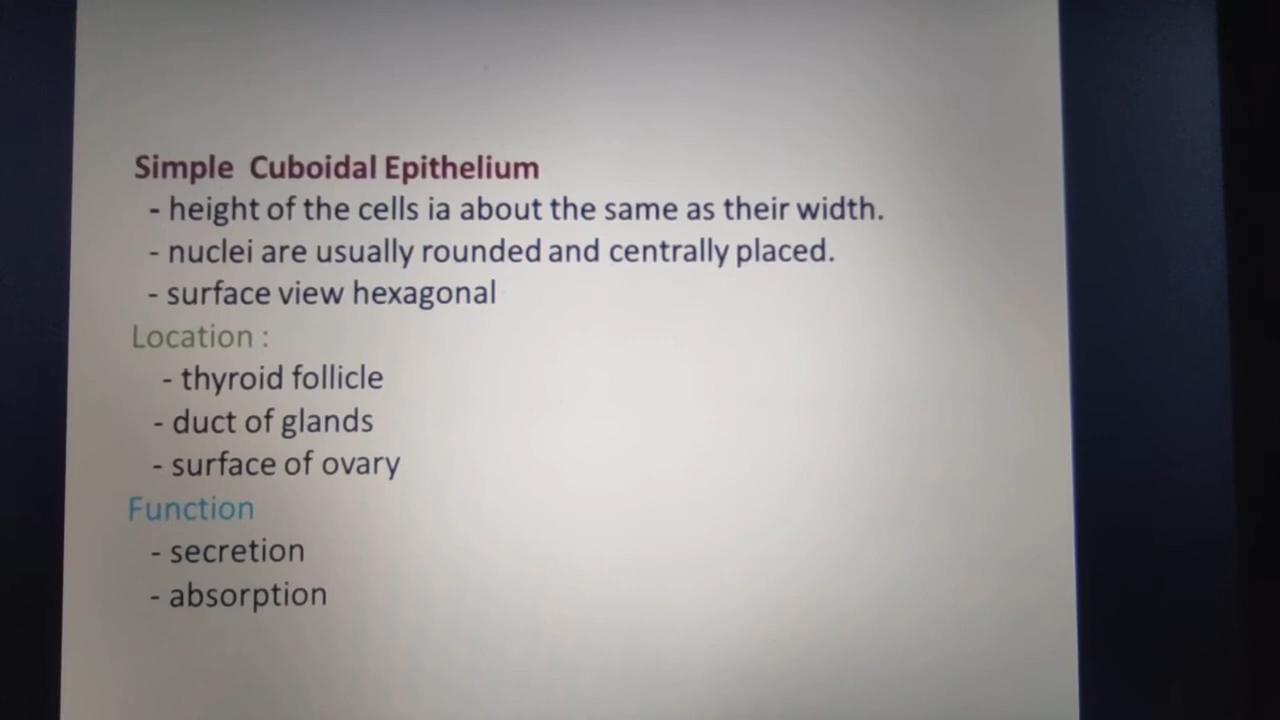 Simple Cuboidal Epithelium
- height of the cells ia about the same as their width.
- nuclei are usually rounded and centrally placed.
- surface view hexagonal
Location :
- thyroid follicle
- duct of glands
- surface of ovary
Function
- secretion
- absorption